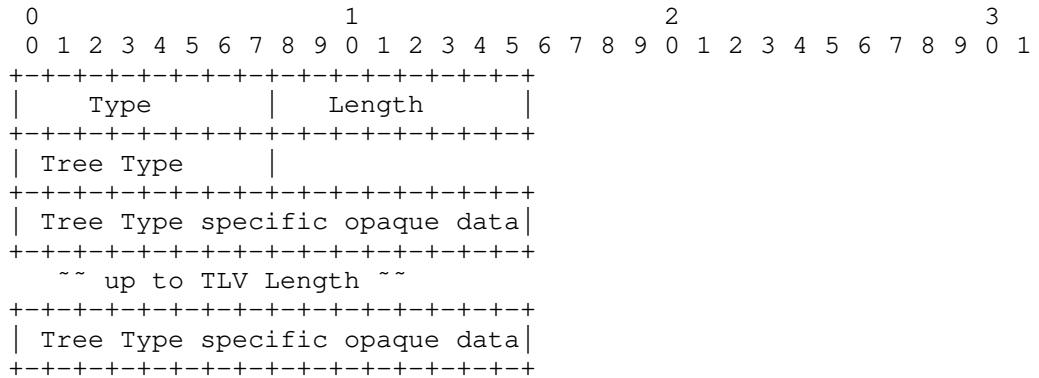 0                   1                   2                   3
 0 1 2 3 4 5 6 7 8 9 0 1 2 3 4 5 6 7 8 9 0 1 2 3 4 5 6 7 8 9 0 1
+-+-+-+-+-+-+-+-+-+-+-+-+-+-+-+-+
|    Type       |   Length      |
+-+-+-+-+-+-+-+-+-+-+-+-+-+-+-+-+
| Tree Type     |
+-+-+-+-+-+-+-+-+-+-+-+-+-+-+-+-+
| Tree Type specific opaque data|
+-+-+-+-+-+-+-+-+-+-+-+-+-+-+-+-+
   ~~ up to TLV Length ~~
+-+-+-+-+-+-+-+-+-+-+-+-+-+-+-+-+
| Tree Type specific opaque data|
+-+-+-+-+-+-+-+-+-+-+-+-+-+-+-+-+